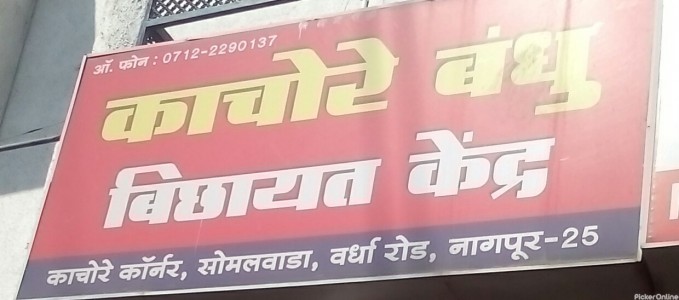 ऑ. फोन : 0712-2290137
काचोरे बंधु
बिछायत केंद्र
काचोरे कॉर्नर, सोमलवाडा, वर्धा रोड, नागपूर-25
PickerOnline